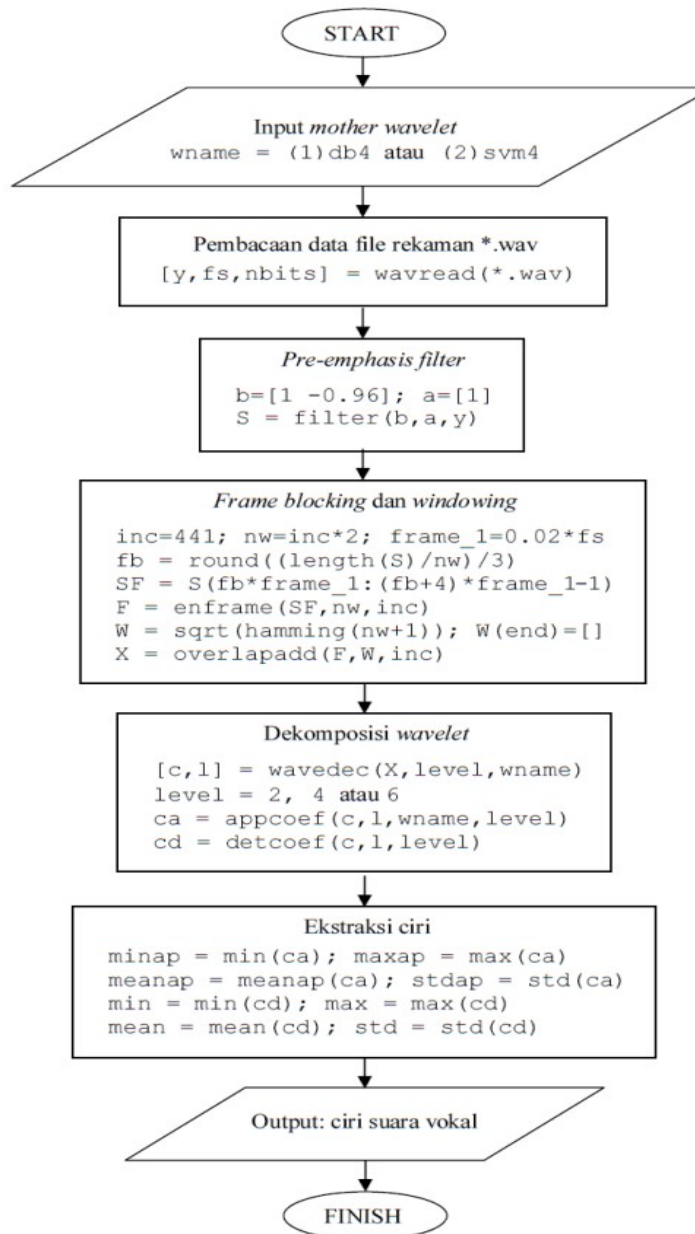 START
Input mother wavelet
wname = (1)db4 atau (2)svm4
Pembacaan data file rekaman *.wav
[y,fs,nbits] = wavread(*.wav)
Pre-emphasis filter
b=[1 -0.96]; a=[1]
S = filter(b,a,y)
Frame blocking dan windowing
inc=441; nw=inc*2; frame_1=0.02*fs
fb = round((length(S)/nw)/3)
SF = S(fb*frame_1:(fb+4)*frame_1-1)
F = enframe(SF,nw,inc)
W = sqrt(hamming(nw+1)); W(end)=[]
X = overlapadd(F,W,inc)
Dekomposisi wavelet
[c,l] = wavedec(X,level,wname)
level = 2, 4 atau 6
ca = appcoef(c,l,wname,level)
cd = detcoef(c,l,level)
Ekstraksi ciri
minap = min(ca); maxap = max(ca)
meanap = meanap(ca); stdap = std(ca)
min = min(cd); max = max(cd)
mean = mean(cd); std = std(cd)
Output: ciri suara vokal
FINISH